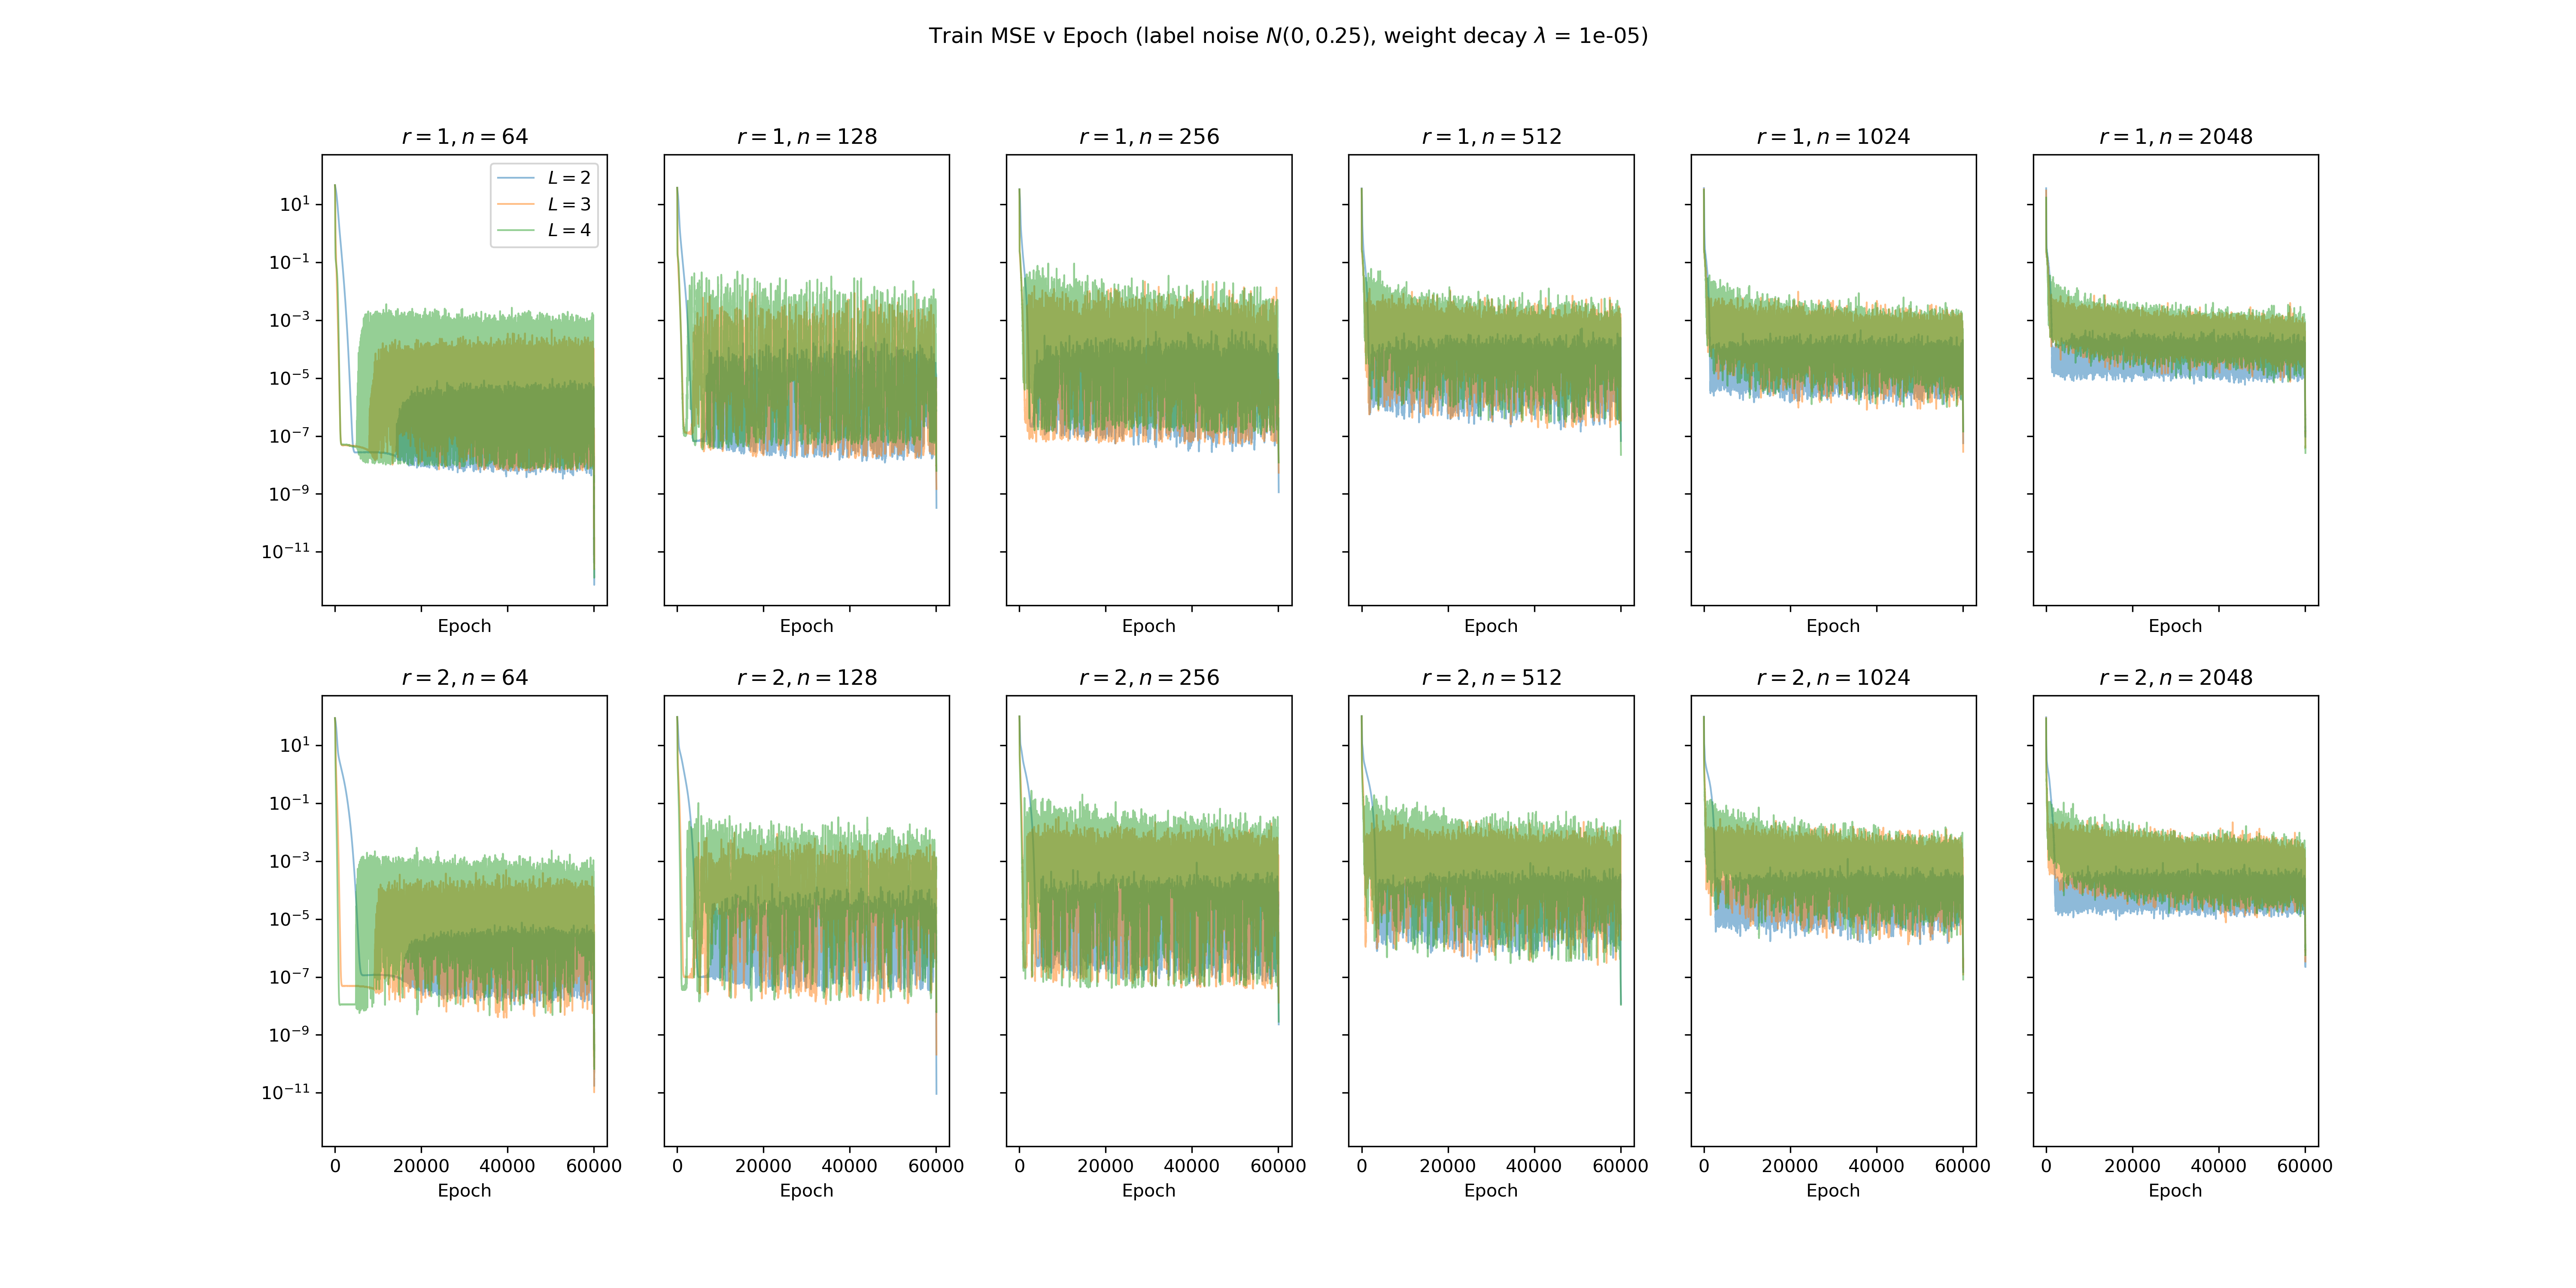 Train MSE v Epoch (label noise N(0, 0.25), weight decay λ = 1e-05)
r = 1, n = 64
r = 1, n = 128
r = 1, n = 256
r = 1, n = 512
r = 1, n = 1024
r = 1, n = 2048
L = 2
L = 3
L = 4
10¹
10⁻¹
10⁻³
10⁻⁵
10⁻⁷
10⁻⁹
10⁻¹¹
Epoch
Epoch
Epoch
Epoch
Epoch
Epoch
r = 2, n = 64
r = 2, n = 128
r = 2, n = 256
r = 2, n = 512
r = 2, n = 1024
r = 2, n = 2048
10¹
10⁻¹
10⁻³
10⁻⁵
10⁻⁷
10⁻⁹
10⁻¹¹
0 20000 40000 60000
0 20000 40000 60000
0 20000 40000 60000
0 20000 40000 60000
0 20000 40000 60000
0 20000 40000 60000
Epoch
Epoch
Epoch
Epoch
Epoch
Epoch